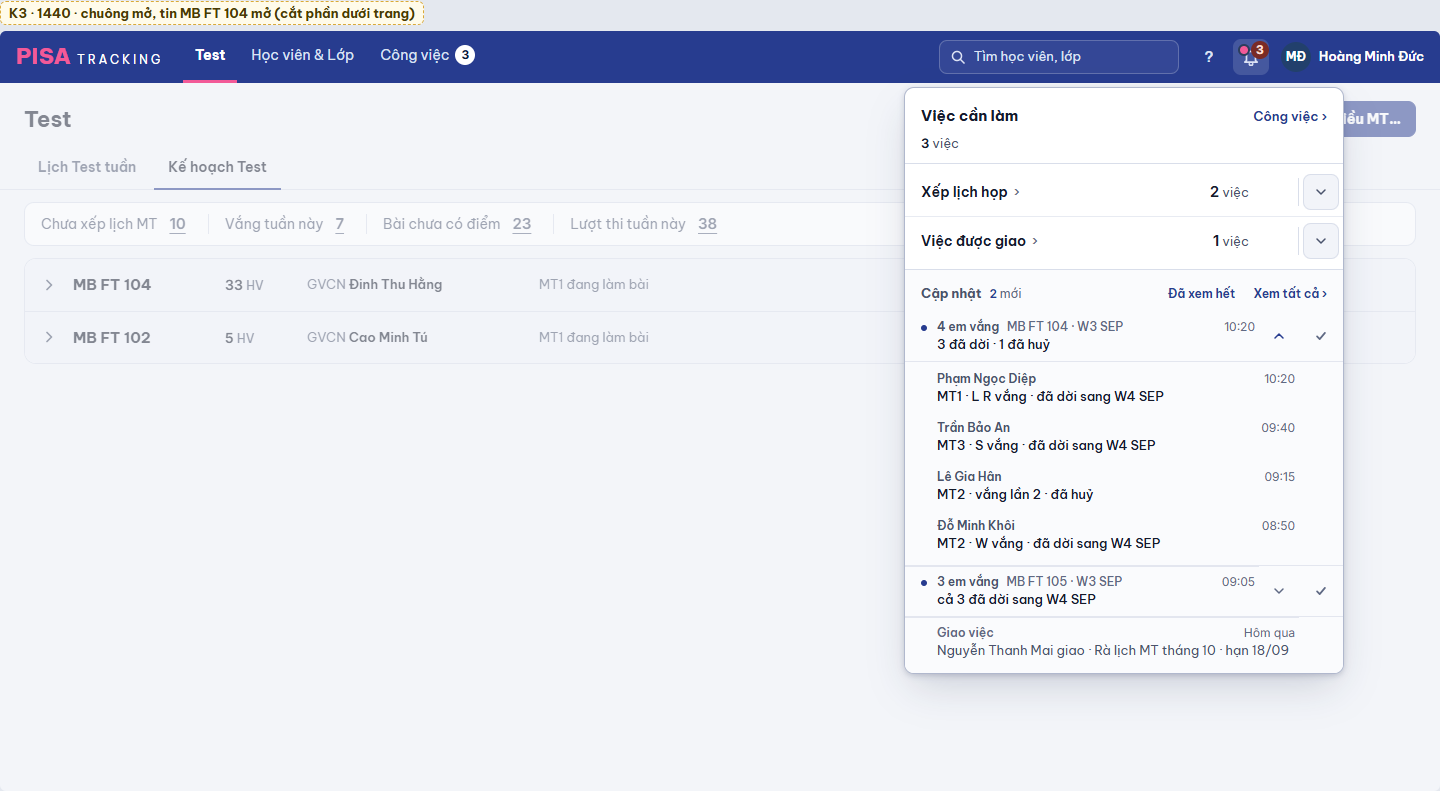 K3 · 1440 · chuông mở, tin MB FT 104 mở (cắt phần dưới trang)
PISA TRACKING Test Học viên & Lớp Công việc 3 Tìm học viên, lớp ? 3 MĐ Hoàng Minh Đức
Test
Lịch Test tuần Kế hoạch Test
Chưa xếp lịch MT 10 Vắng tuần này 7 Bài chưa có điểm 23 Lượt thi tuần này 38
MB FT 104 33 HV GVCN Đinh Thu Hằng MT1 đang làm bài
MB FT 102 5 HV GVCN Cao Minh Tú MT1 đang làm bài
MT...
Việc cần làm Công việc ›
3 việc
Xếp lịch họp › 2 việc
Việc được giao › 1 việc
Cập nhật 2 mới Đã xem hết Xem tất cả ›
4 em vắng MB FT 104 · W3 SEP 10:20
3 đã dời · 1 đã huỷ
Phạm Ngọc Diệp 10:20
MT1 · L R vắng · đã dời sang W4 SEP
Trần Bảo An 09:40
MT3 · S vắng · đã dời sang W4 SEP
Lê Gia Hân 09:15
MT2 · vắng lần 2 · đã huỷ
Đỗ Minh Khôi 08:50
MT2 · W vắng · đã dời sang W4 SEP
3 em vắng MB FT 105 · W3 SEP 09:05
cả 3 đã dời sang W4 SEP
Giao việc Hôm qua
Nguyễn Thanh Mai giao · Rà lịch MT tháng 10 · hạn 18/09